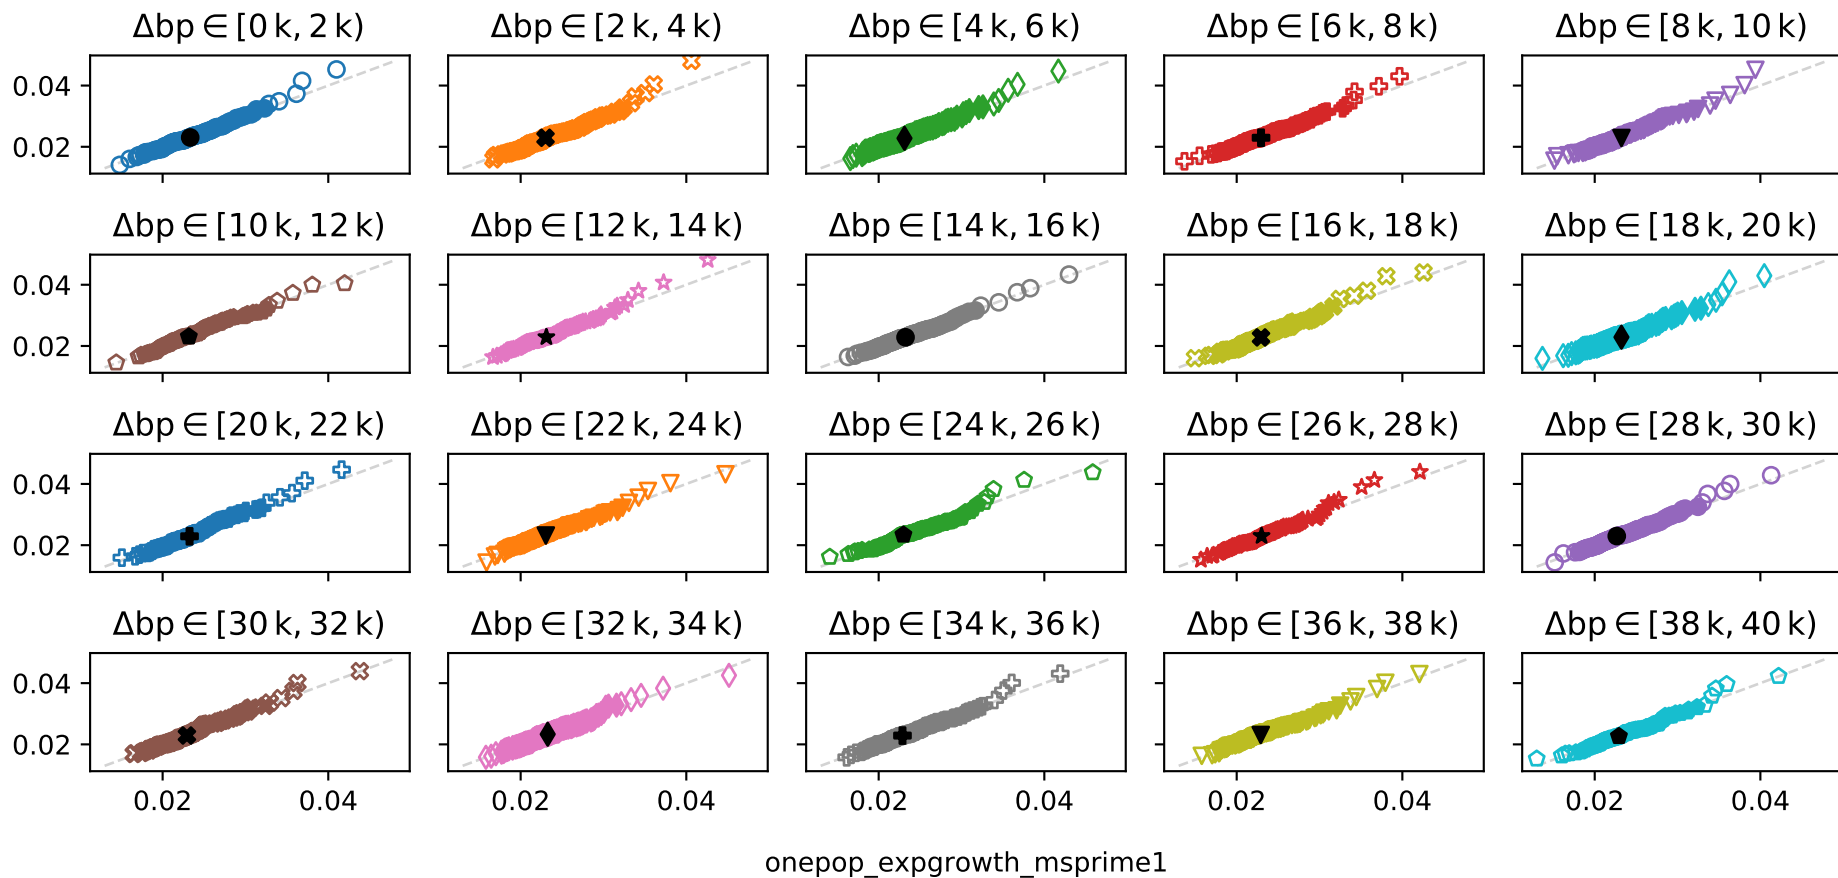 Δbp ∈ [0 k, 2 k) Δbp ∈ [2 k, 4 k) Δbp ∈ [4 k, 6 k) Δbp ∈ [6 k, 8 k) Δbp ∈ [8 k, 10 k)
0.04
0.02
Δbp ∈ [10 k, 12 k) Δbp ∈ [12 k, 14 k) Δbp ∈ [14 k, 16 k) Δbp ∈ [16 k, 18 k) Δbp ∈ [18 k, 20 k)
0.04
0.02
Δbp ∈ [20 k, 22 k) Δbp ∈ [22 k, 24 k) Δbp ∈ [24 k, 26 k) Δbp ∈ [26 k, 28 k) Δbp ∈ [28 k, 30 k)
0.04
0.02
Δbp ∈ [30 k, 32 k) Δbp ∈ [32 k, 34 k) Δbp ∈ [34 k, 36 k) Δbp ∈ [36 k, 38 k) Δbp ∈ [38 k, 40 k)
0.04
0.02
0.02 0.04 0.02 0.04 0.02 0.04 0.02 0.04 0.02 0.04
onepop_expgrowth_msprime1